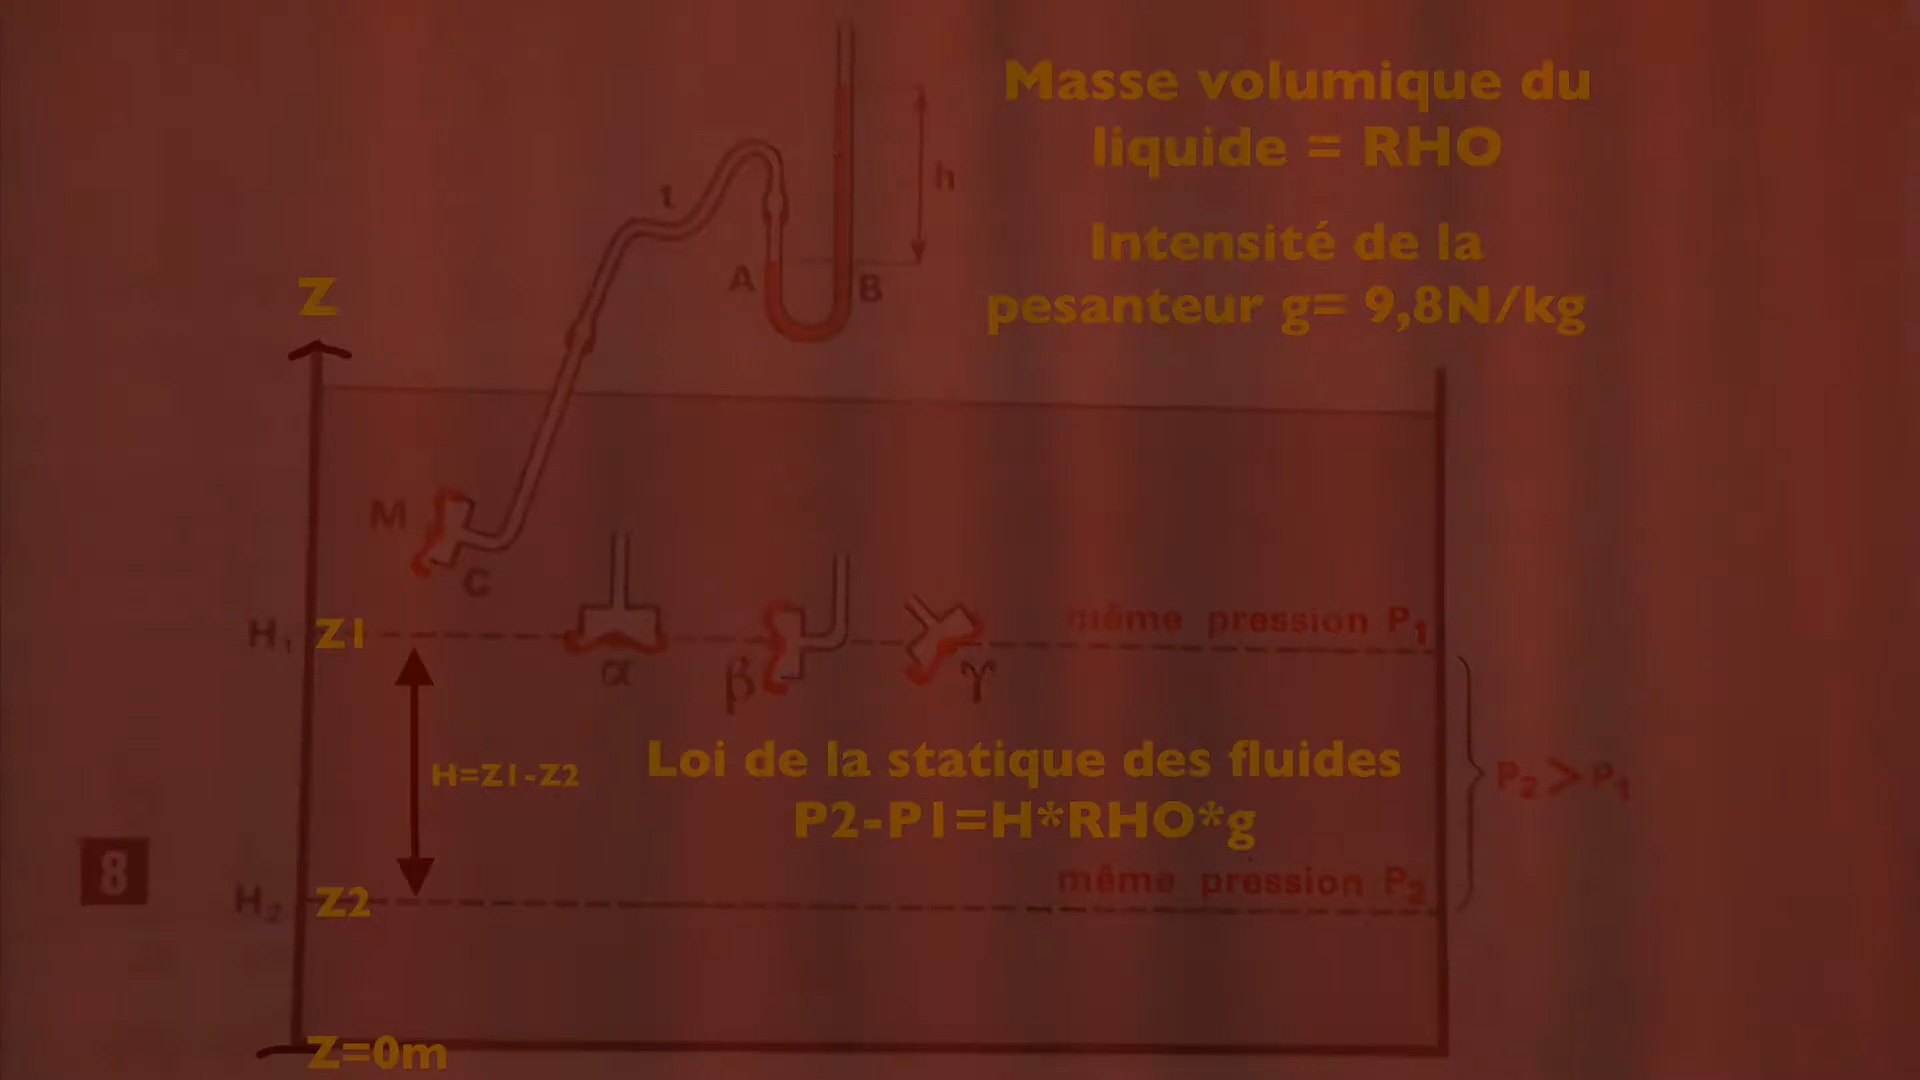 Masse volumique du
liquide = RHO
h
t
Intensité de la
pesanteur g= 9,8N/kg
A
B
Z
M
C
H₁
Z1
même pression P₁
α
β
γ
Loi de la statique des fluides
H=Z1-Z2
P2-P1=H*RHO*g
P₂>P₁
8
même pression P₂
H₂
Z2
Z=0m